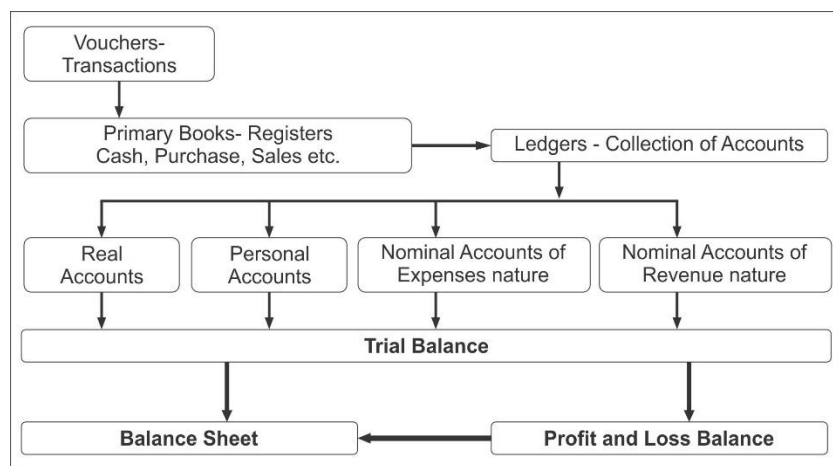 Vouchers-
Transactions
Primary Books- Registers
Cash, Purchase, Sales etc.
Ledgers - Collection of Accounts
Real
Accounts
Personal
Accounts
Nominal Accounts of
Expenses nature
Nominal Accounts of
Revenue nature
Trial Balance
Balance Sheet
Profit and Loss Balance